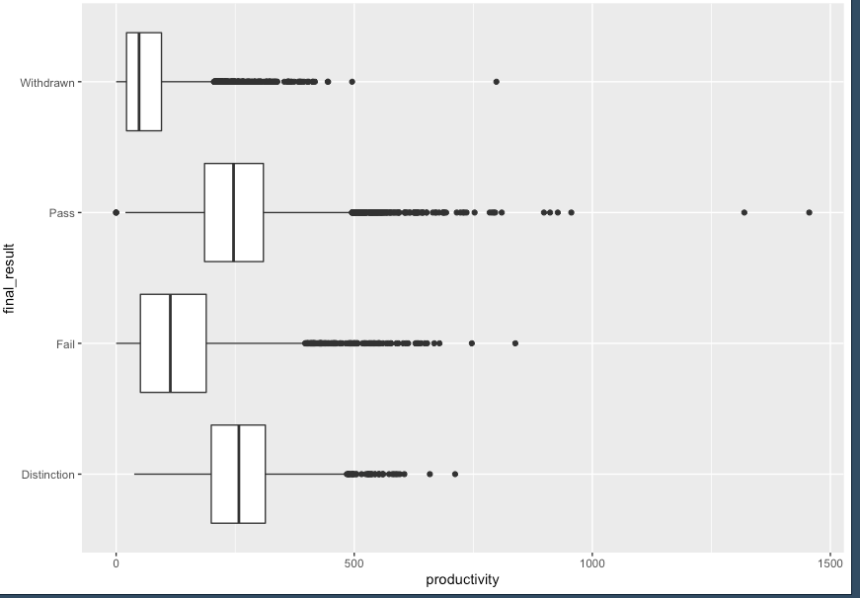 Withdrawn
Pass
Fail
Distinction
final_result
0
500
1000
1500
productivity